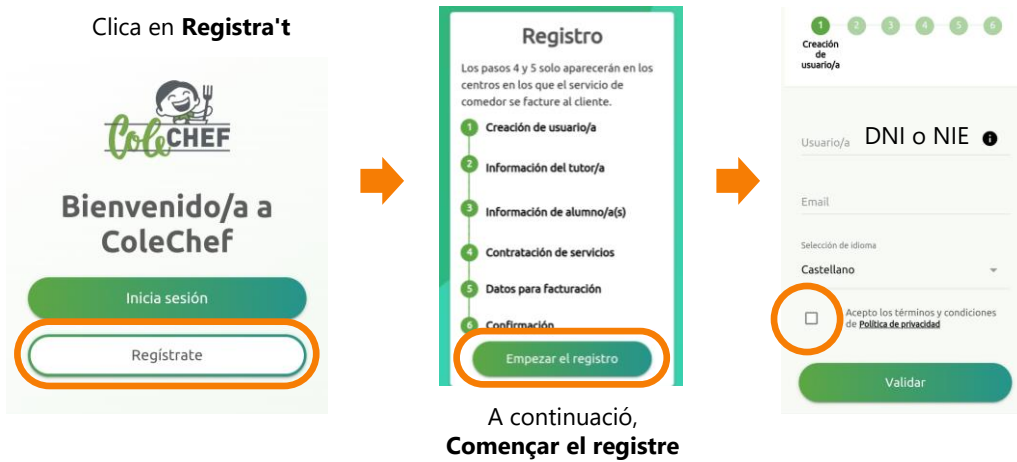 Clica en Registra't
ColeCHEF
Bienvenido/a a
ColeChef
Inicia sesión
Regístrate
Registro
Los pasos 4 y 5 solo aparecerán en los
centros en los que el servicio de
comedor se facture al cliente.
1 Creación de usuario/a
2 Información del tutor/a
3 Información de alumno/a(s)
4 Contratación de servicios
5 Datos para facturación
6 Confirmación
Empezar el registro
A continuació,
Començar el registre
1 2 3 4 5 6
Creación
de
usuario/a
Usuario/a DNI o NIE i
Email
Selección de idioma
Castellano
Acepto los términos y condiciones
de Política de privacidad
Validar